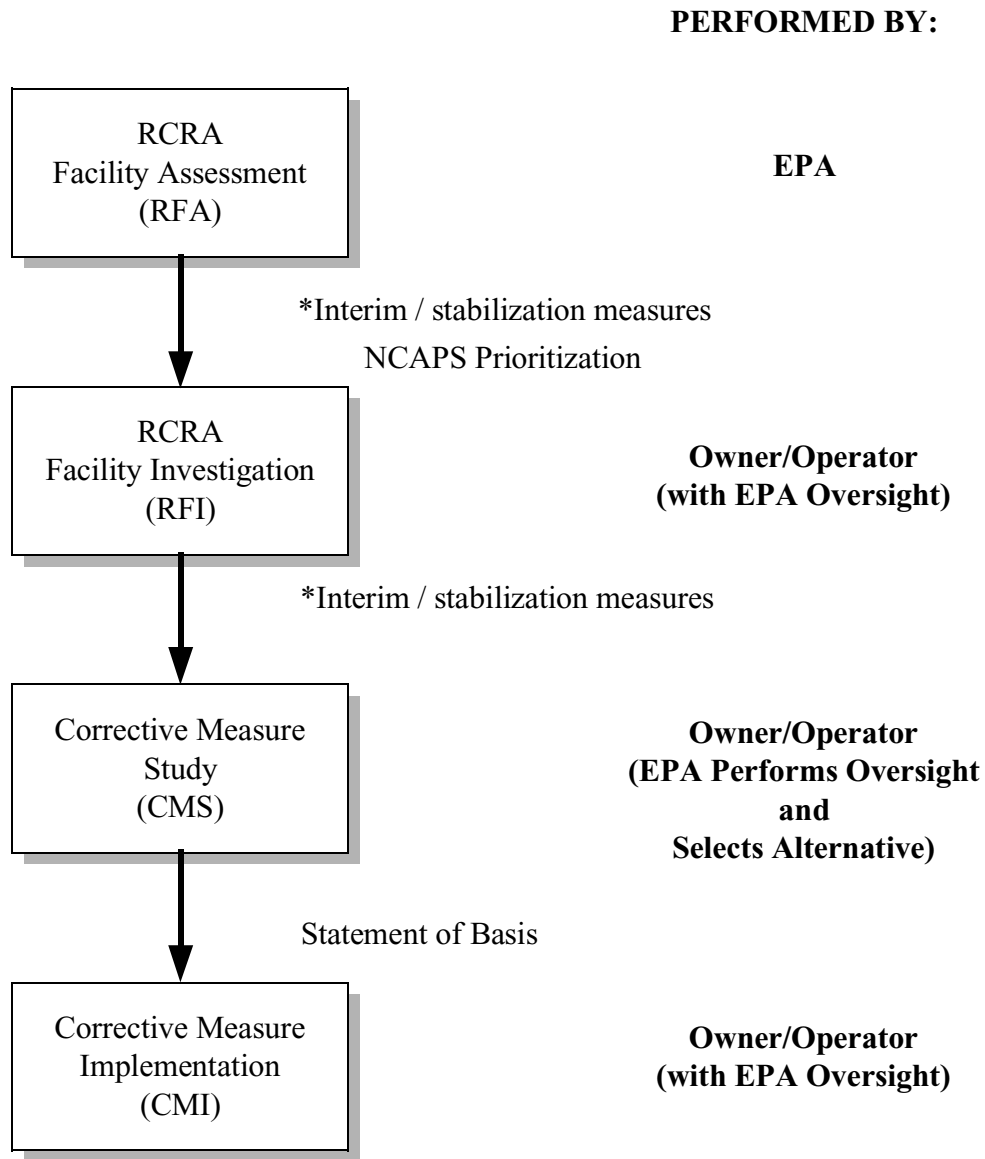 PERFORMED BY:
RCRA
Facility Assessment
(RFA)
EPA
*Interim / stabilization measures
NCAPS Prioritization
RCRA
Facility Investigation
(RFI)
Owner/Operator
(with EPA Oversight)
*Interim / stabilization measures
Corrective Measure
Study
(CMS)
Owner/Operator
(EPA Performs Oversight
and
Selects Alternative)
Statement of Basis
Corrective Measure
Implementation
(CMI)
Owner/Operator
(with EPA Oversight)